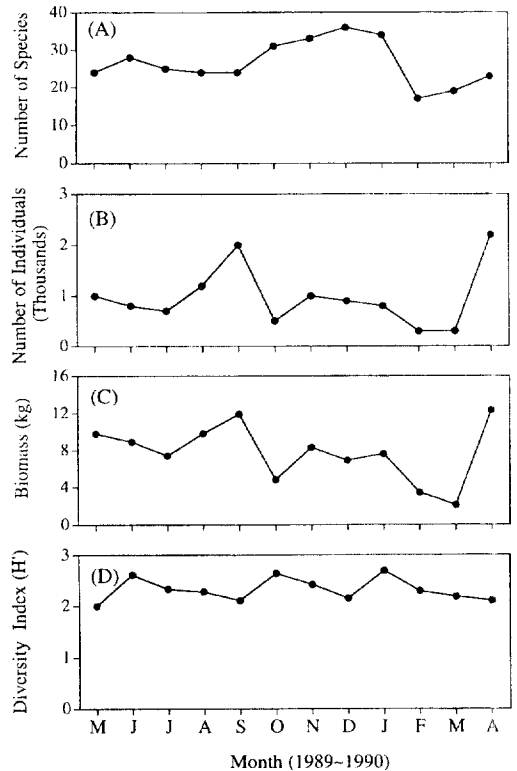 40
(A)
30
20
10
0
Number of Species
3
(B)
2
1
0
Number of Individuals
(Thousands)
16
(C)
12
8
4
0
Biomass (kg)
3
(D)
2
1
0
Diversity Index (H')
M J J A S O N D J F M A
Month (1989~1990)